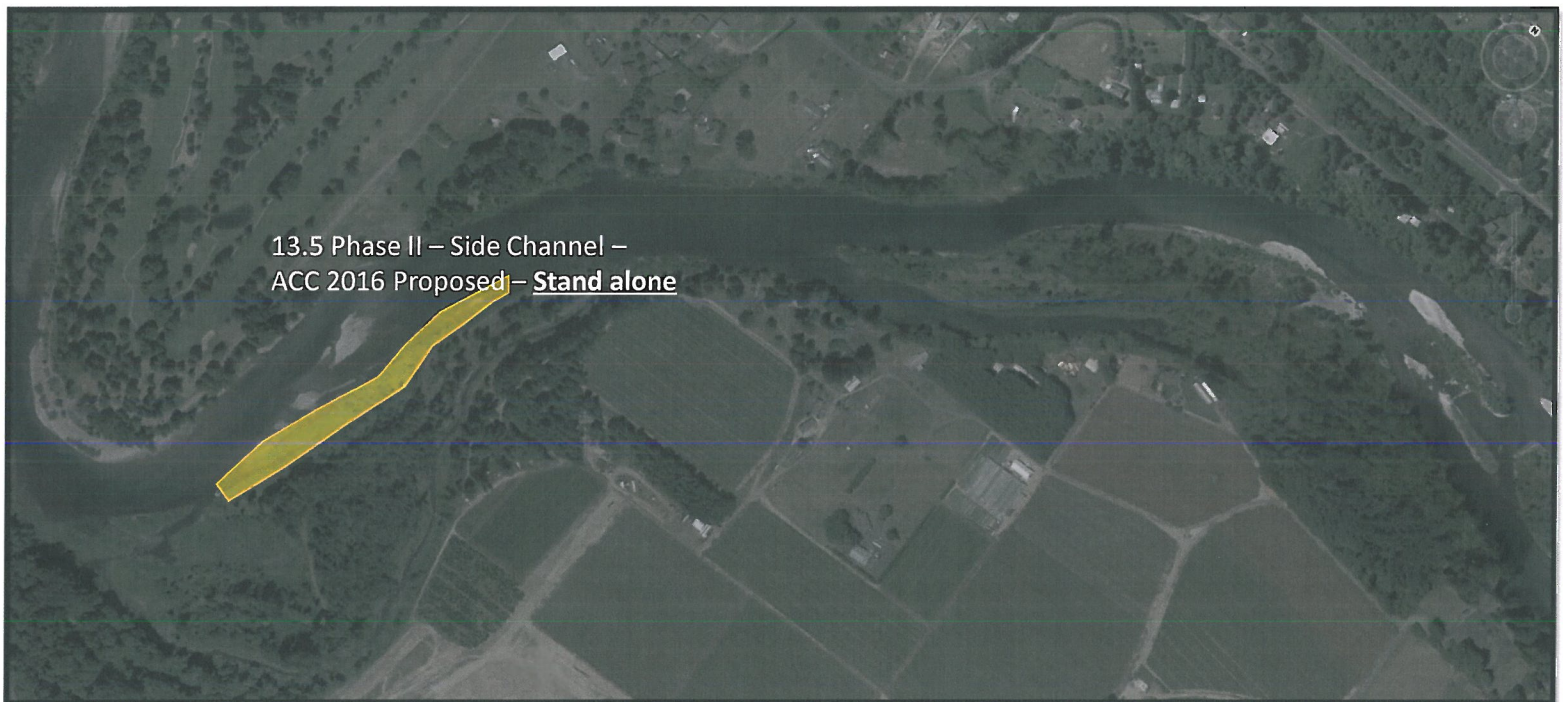 13.5 Phase II – Side Channel –
ACC 2016 Proposed – Stand alone